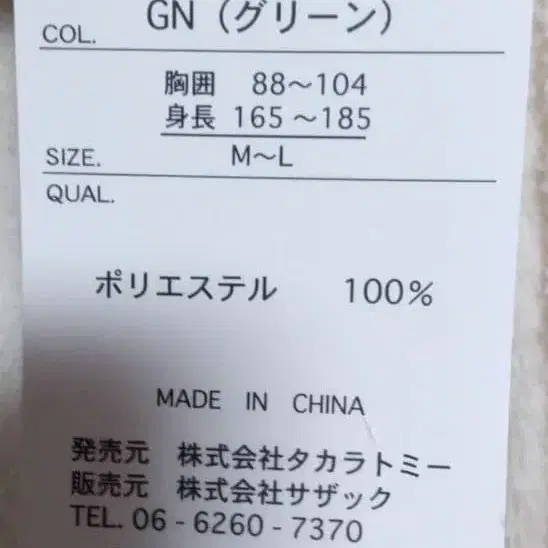 COL. GN（グリーン）
胸囲 88～104
身長 165～185
SIZE. M～L
QUAL.
ポリエステル 100%
MADE IN CHINA
発売元 株式会社タカラトミー
販売元 株式会社サザック
TEL. 06 - 6260 - 7370